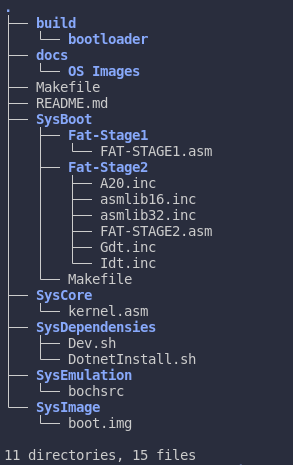 .
├── build
│   └── bootloader
├── docs
│   └── OS Images
├── Makefile
├── README.md
├── SysBoot
│   ├── Fat-Stage1
│   │   └── FAT-STAGE1.asm
│   ├── Fat-Stage2
│   │   ├── A20.inc
│   │   ├── asmlib16.inc
│   │   ├── asmlib32.inc
│   │   ├── FAT-STAGE2.asm
│   │   ├── Gdt.inc
│   │   └── Idt.inc
│   └── Makefile
├── SysCore
│   └── kernel.asm
├── SysDependensies
│   ├── Dev.sh
│   └── DotnetInstall.sh
├── SysEmulation
│   └── bochsrc
└── SysImage
    └── boot.img

11 directories, 15 files